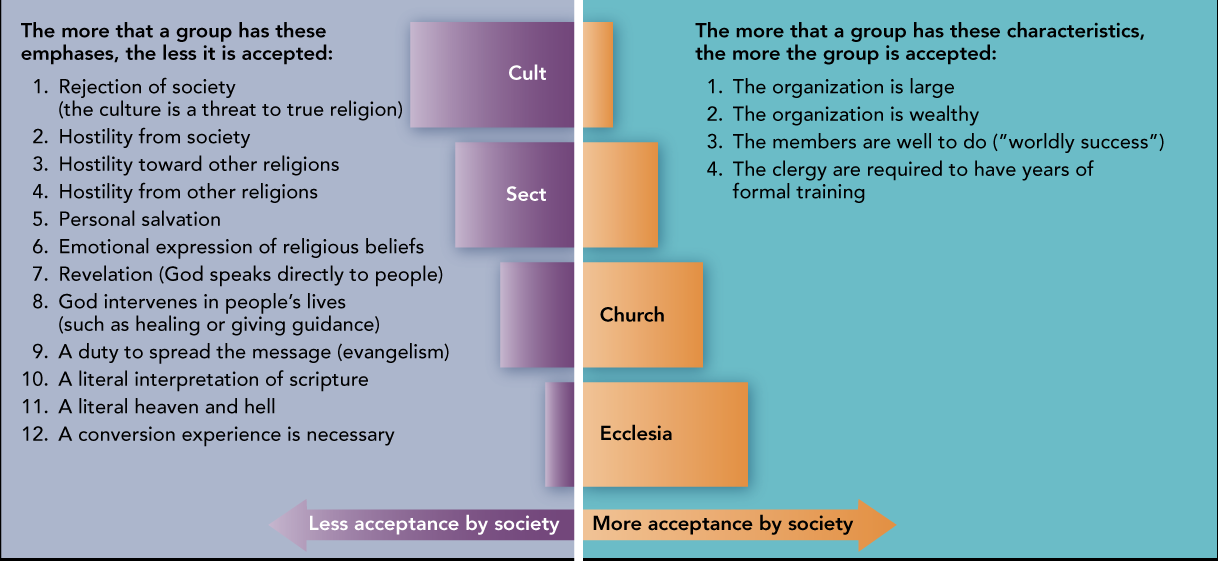 The more that a group has these
emphases, the less it is accepted:
1. Rejection of society
(the culture is a threat to true religion)
2. Hostility from society
3. Hostility toward other religions
4. Hostility from other religions
5. Personal salvation
6. Emotional expression of religious beliefs
7. Revelation (God speaks directly to people)
8. God intervenes in people’s lives
(such as healing or giving guidance)
9. A duty to spread the message (evangelism)
10. A literal interpretation of scripture
11. A literal heaven and hell
12. A conversion experience is necessary
Cult
Sect
Church
Ecclesia
The more that a group has these characteristics,
the more the group is accepted:
1. The organization is large
2. The organization is wealthy
3. The members are well to do (“worldly success”)
4. The clergy are required to have years of
formal training
Less acceptance by society
More acceptance by society